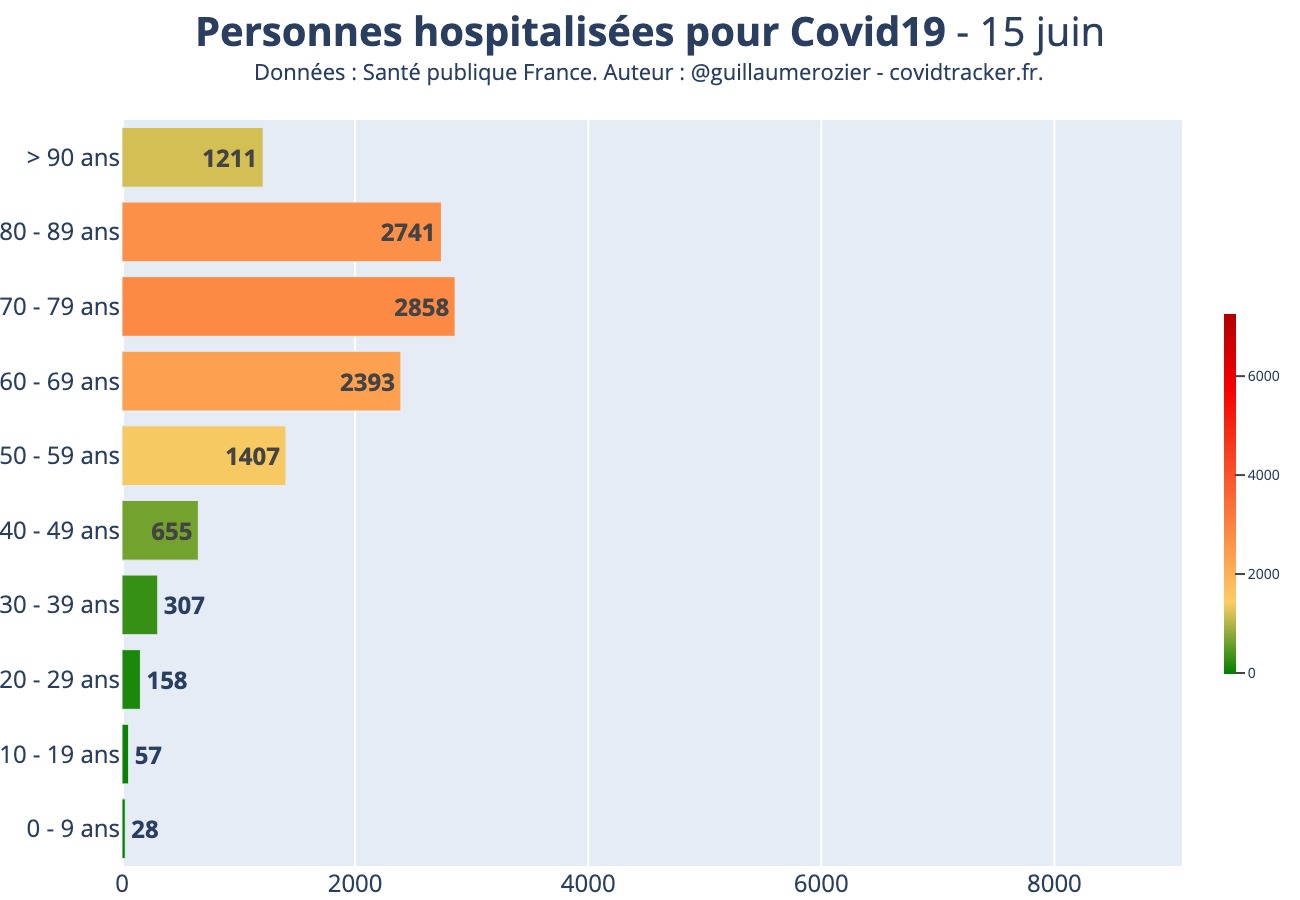 Personnes hospitalisées pour Covid19 - 15 juin
Données : Santé publique France. Auteur : @guillaumerozier - covidtracker.fr.
> 90 ans 1211
80 - 89 ans 2741
70 - 79 ans 2858
60 - 69 ans 2393
50 - 59 ans 1407
40 - 49 ans 655
30 - 39 ans 307
20 - 29 ans 158
10 - 19 ans 57
0 - 9 ans 28
0 2000 4000 6000 8000
6000
4000
2000
0